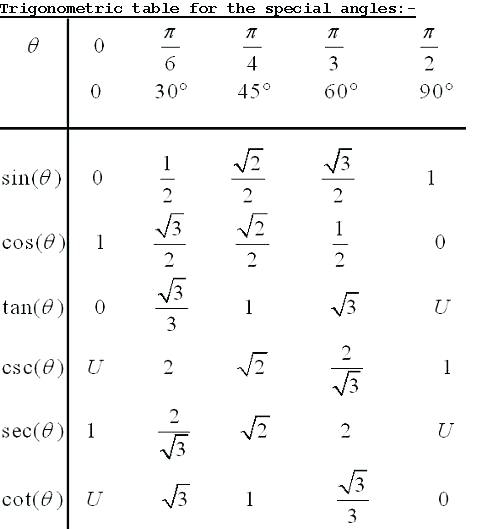 Trigonometric table for the special angles:-
θ 0 π/6 π/4 π/3 π/2
0 30° 45° 60° 90°
sin(θ) 0 1/2 √2/2 √3/2 1
cos(θ) 1 √3/2 √2/2 1/2 0
tan(θ) 0 √3/3 1 √3 U
csc(θ) U 2 √2 2/√3 1
sec(θ) 1 2/√3 √2 2 U
cot(θ) U √3 1 √3/3 0